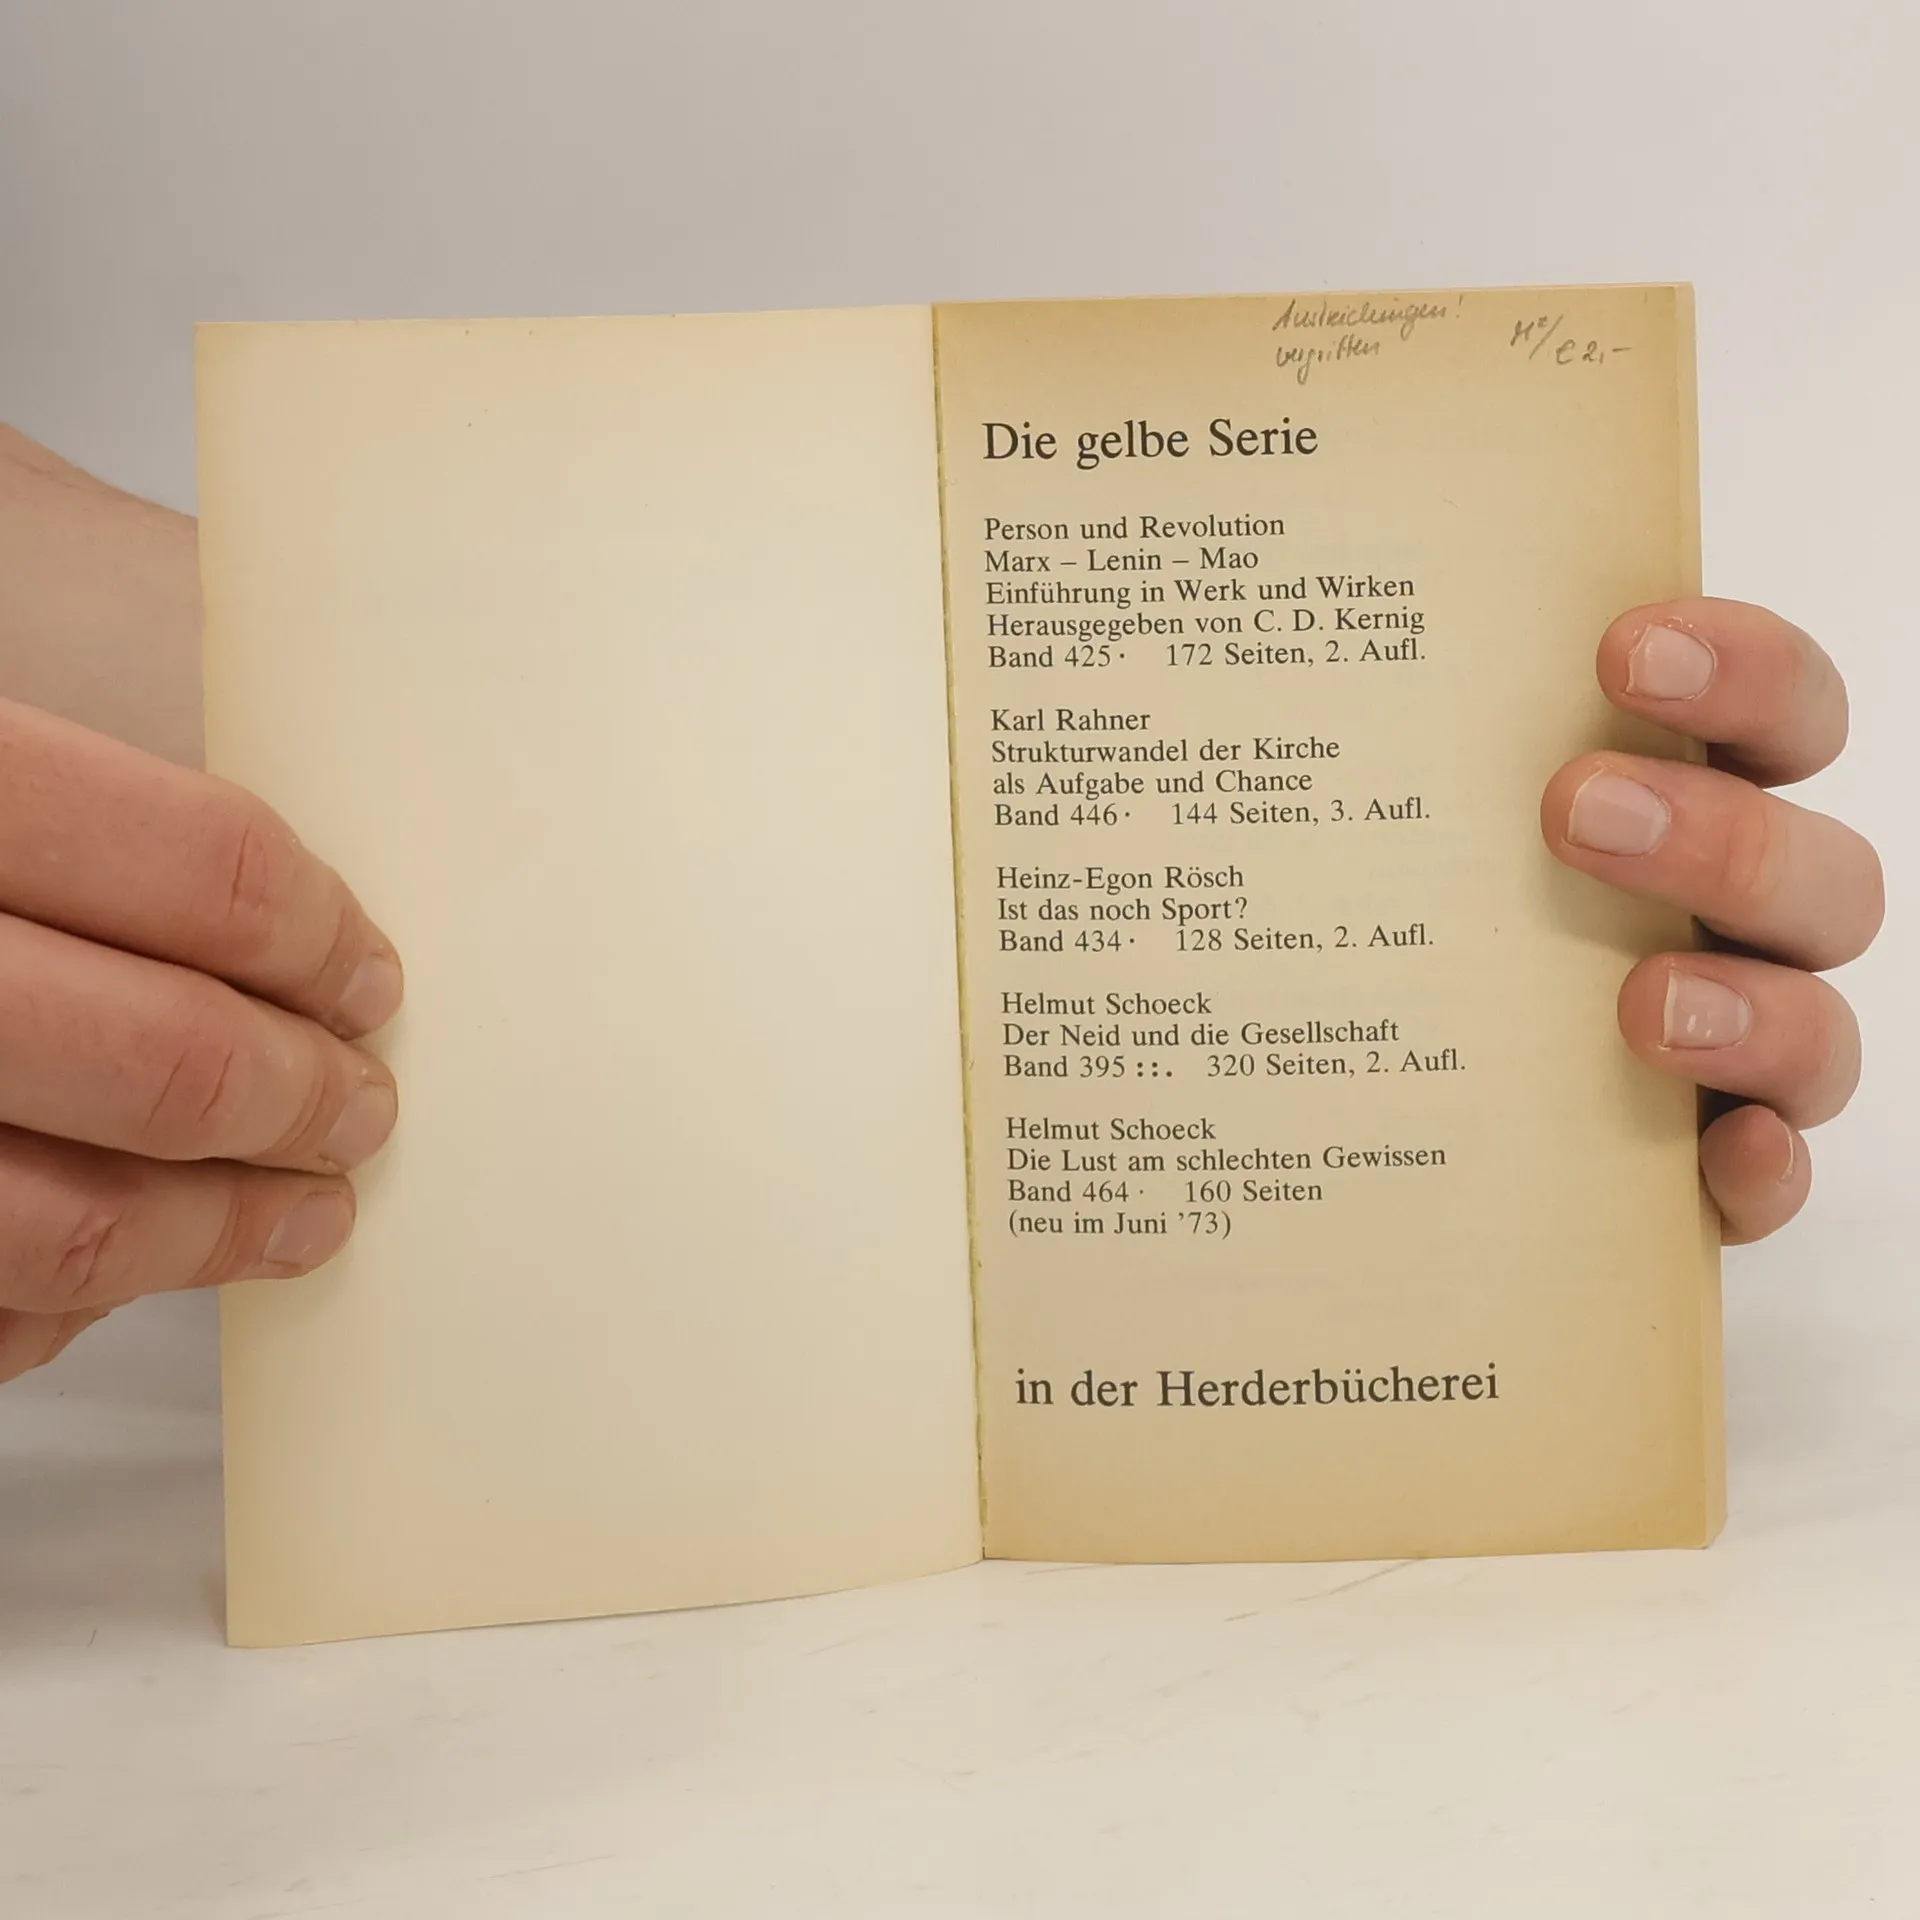 Anstreichungen!
vergriffen
€ 2,–
Die gelbe Serie
Person und Revolution
Marx – Lenin – Mao
Einführung in Werk und Wirken
Herausgegeben von C. D. Kernig
Band 425 · 172 Seiten, 2. Aufl.
Karl Rahner
Strukturwandel der Kirche
als Aufgabe und Chance
Band 446 · 144 Seiten, 3. Aufl.
Heinz-Egon Rösch
Ist das noch Sport?
Band 434 · 128 Seiten, 2. Aufl.
Helmut Schoeck
Der Neid und die Gesellschaft
Band 395 ::. 320 Seiten, 2. Aufl.
Helmut Schoeck
Die Lust am schlechten Gewissen
Band 464 · 160 Seiten
(neu im Juni ’73)
in der Herderbücherei